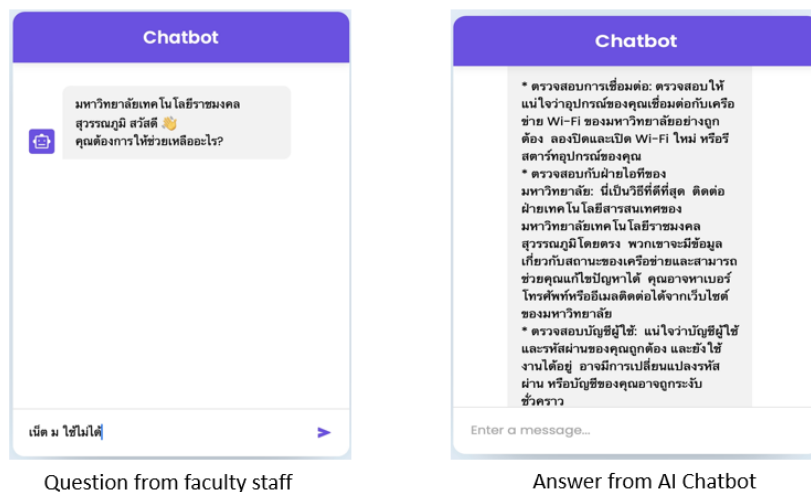 Chatbot
มหาวิทยาลัยเทคโนโลยีราชมงคล
สุวรรณภูมิ สวัสดี 👋
คุณต้องการให้ช่วยเหลืออะไร?
เน็ต ม ใช้ไม่ได้
Question from faculty staff
Chatbot
* ตรวจสอบการเชื่อมต่อ: ตรวจสอบให้
แน่ใจว่าอุปกรณ์ของคุณเชื่อมต่อกับเครือ
ข่าย Wi-Fi ของมหาวิทยาลัยอย่างถูก
ต้อง ลองปิดและเปิด Wi-Fi ใหม่ หรือรี
สตาร์ทอุปกรณ์ของคุณ
* ตรวจสอบกับฝ่ายไอทีของ
มหาวิทยาลัย: นี่เป็นวิธีที่ดีที่สุด ติดต่อ
ฝ่ายเทคโนโลยีสารสนเทศของ
มหาวิทยาลัยเทคโนโลยีราชมงคล
สุวรรณภูมิโดยตรง พวกเขาจะมีข้อมูล
เกี่ยวกับสถานะของเครือข่ายและสามารถ
ช่วยคุณแก้ไขปัญหาได้ คุณอาจหาเบอร์
โทรศัพท์หรืออีเมลติดต่อได้จากเว็บไซต์
ของมหาวิทยาลัย
* ตรวจสอบบัญชีผู้ใช้: แน่ใจว่าบัญชีผู้ใช้
และรหัสผ่านของคุณถูกต้อง และยังใช้
งานได้อยู่ อาจมีการเปลี่ยนแปลงรหัส
ผ่าน หรือบัญชีของคุณอาจถูกระงับ
ชั่วคราว
Enter a message...
Answer from AI Chatbot